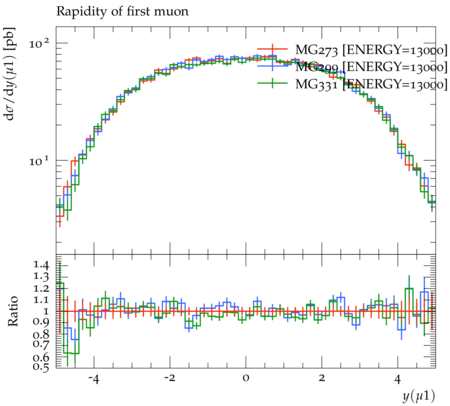 Rapidity of first muon
dσ/dy(μ1) [pb]
10²
10¹
MG273 [ENERGY=13000]
MG299 [ENERGY=13000]
MG331 [ENERGY=13000]
Ratio
1.4
1.3
1.2
1.1
1
0.9
0.8
0.7
0.6
0.5
-4 -2 0 2 4
y(μ1)